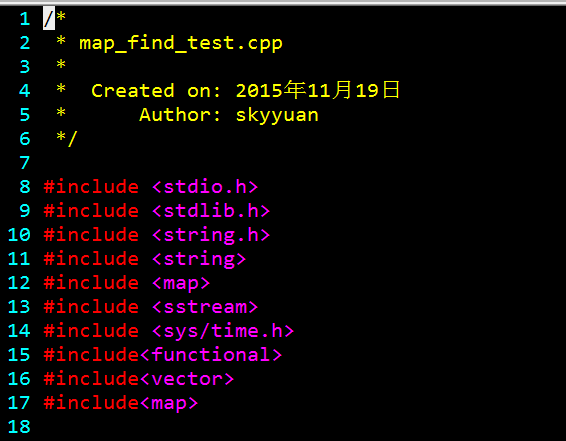 1 /*
2  * map_find_test.cpp
3  *
4  *  Created on: 2015年11月19日
5  *      Author: skyyuan
6  */
7
8 #include <stdio.h>
9 #include <stdlib.h>
10 #include <string.h>
11 #include <string>
12 #include <map>
13 #include <sstream>
14 #include <sys/time.h>
15 #include<functional>
16 #include<vector>
17 #include<map>
18